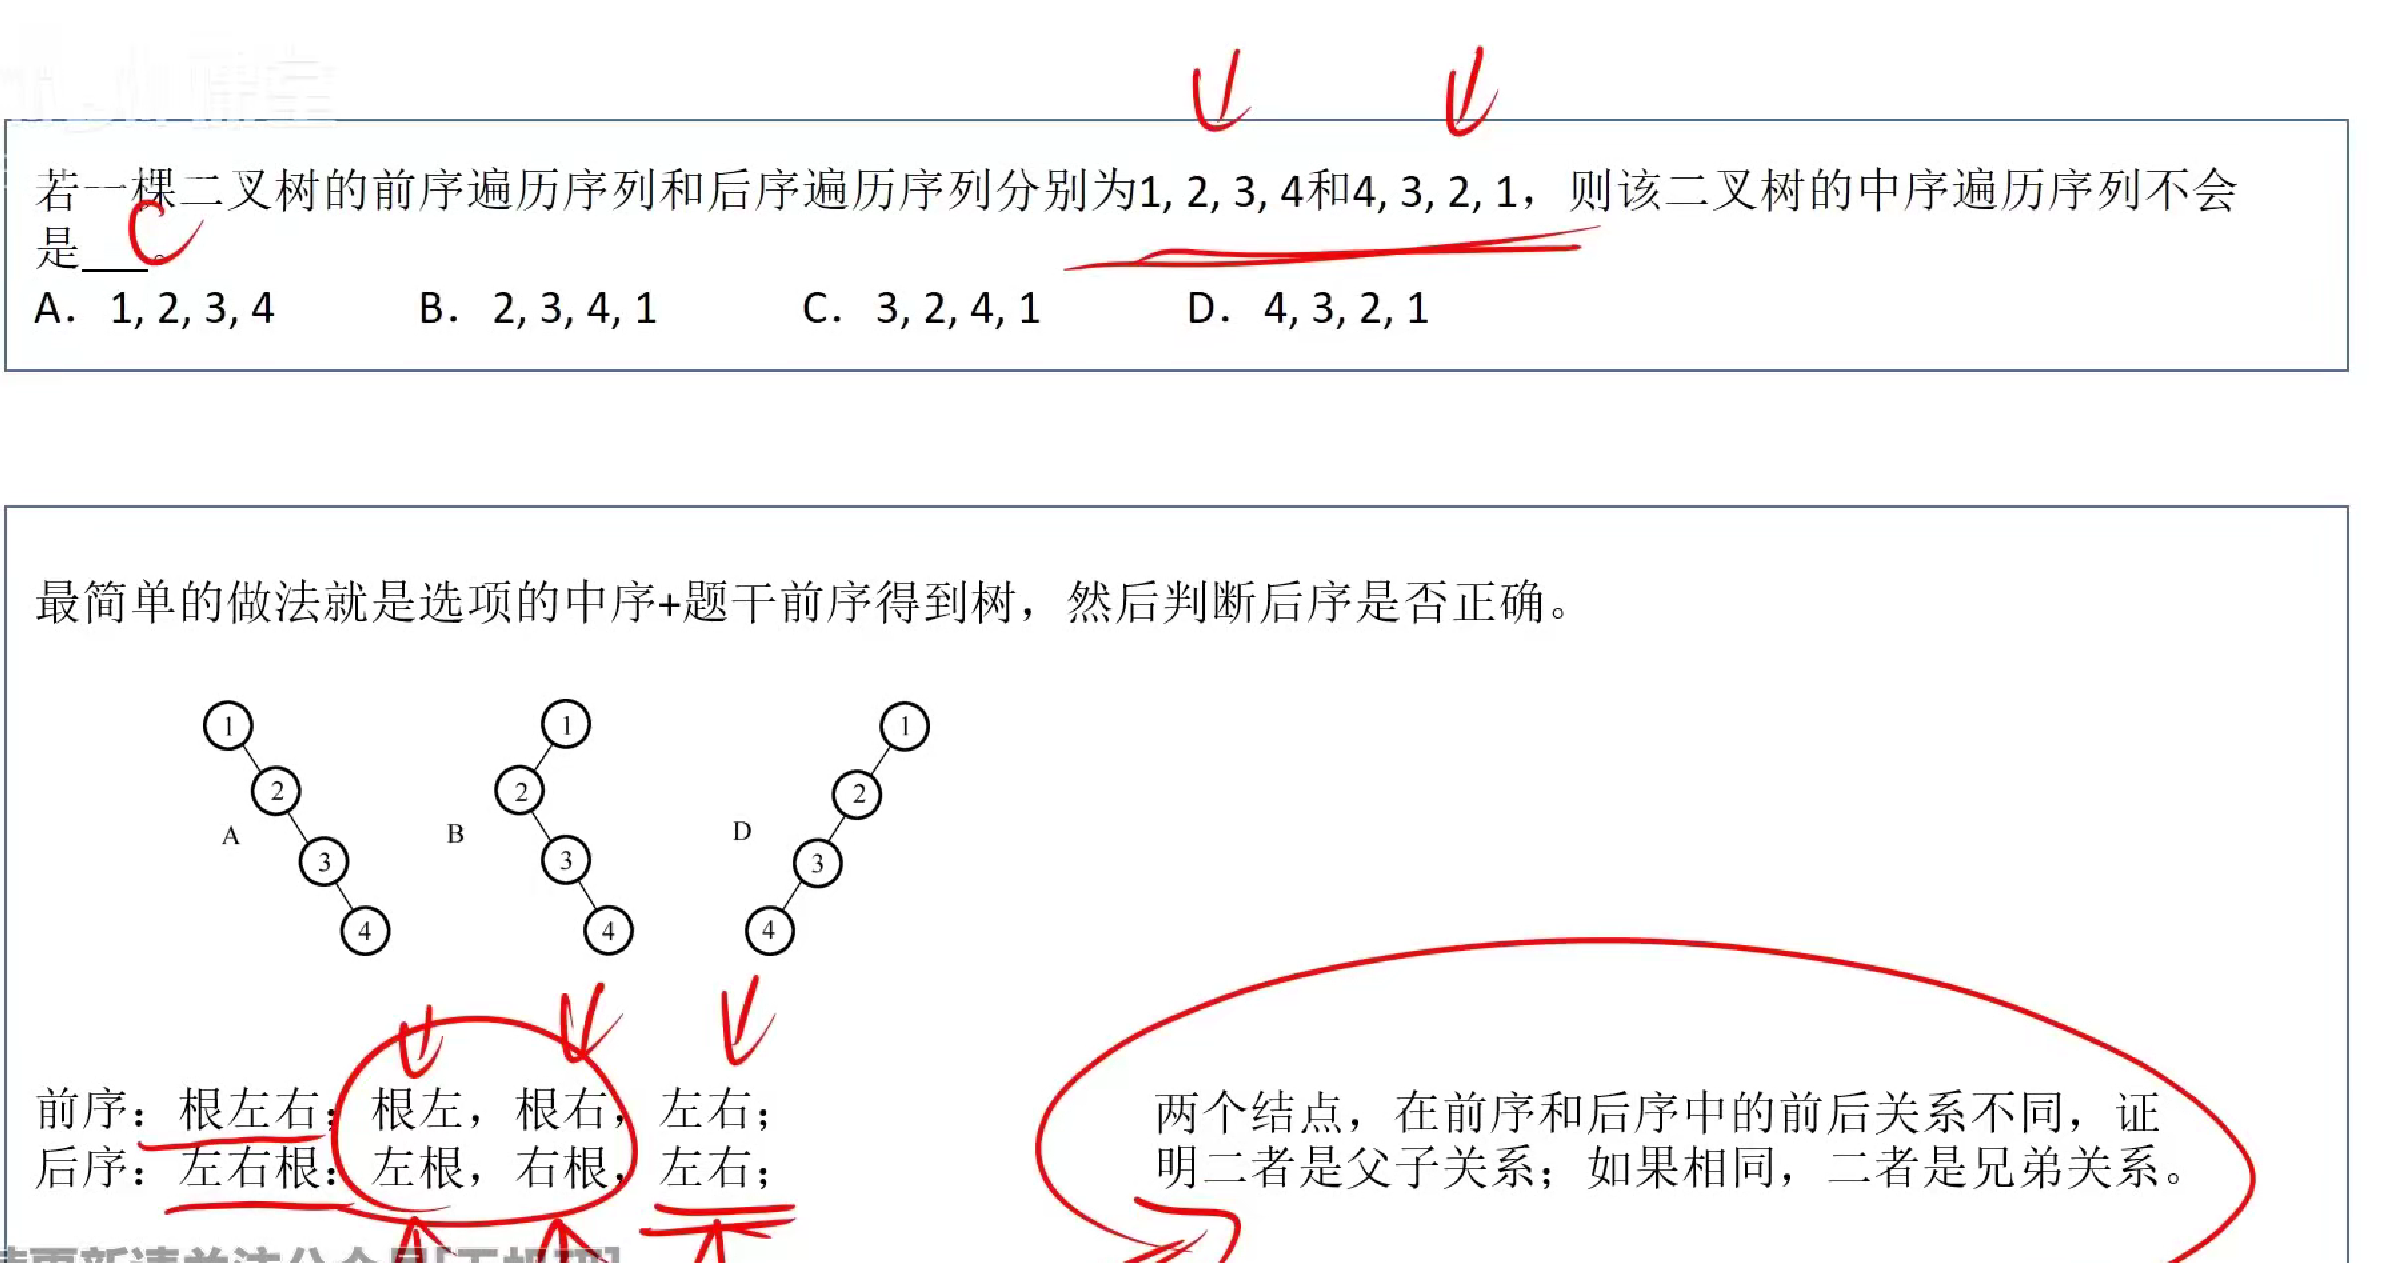 课堂
若一棵二叉树的前序遍历序列和后序遍历序列分别为1, 2, 3, 4和4, 3, 2, 1，则该二叉树的中序遍历序列不会
是___。
C
A. 1, 2, 3, 4 B. 2, 3, 4, 1 C. 3, 2, 4, 1 D. 4, 3, 2, 1
最简单的做法就是选项的中序+题干前序得到树，然后判断后序是否正确。
1 1 1
2 2 2
A B D
3 3 3
4 4 4
前序：根左右；根左，根右，左右；
后序：左右根：左根，右根，左右；
两个结点，在前序和后序中的前后关系不同，证
明二者是父子关系；如果相同，二者是兄弟关系。